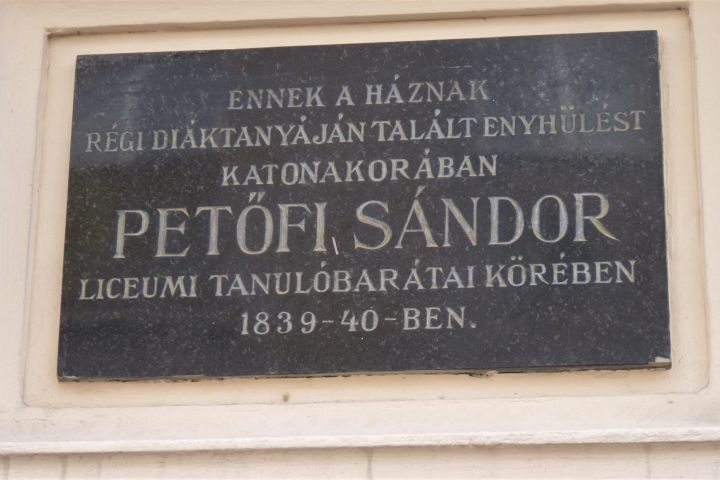 ENNEK A HÁZNAK
RÉGI DIÁKTANYÁJÁN TALÁLT ENYHÜLÉST
KATONAKORÁBAN
PETŐFI SÁNDOR
LICEUMI TANULÓBARÁTAI KÖRÉBEN
1839-40-BEN.